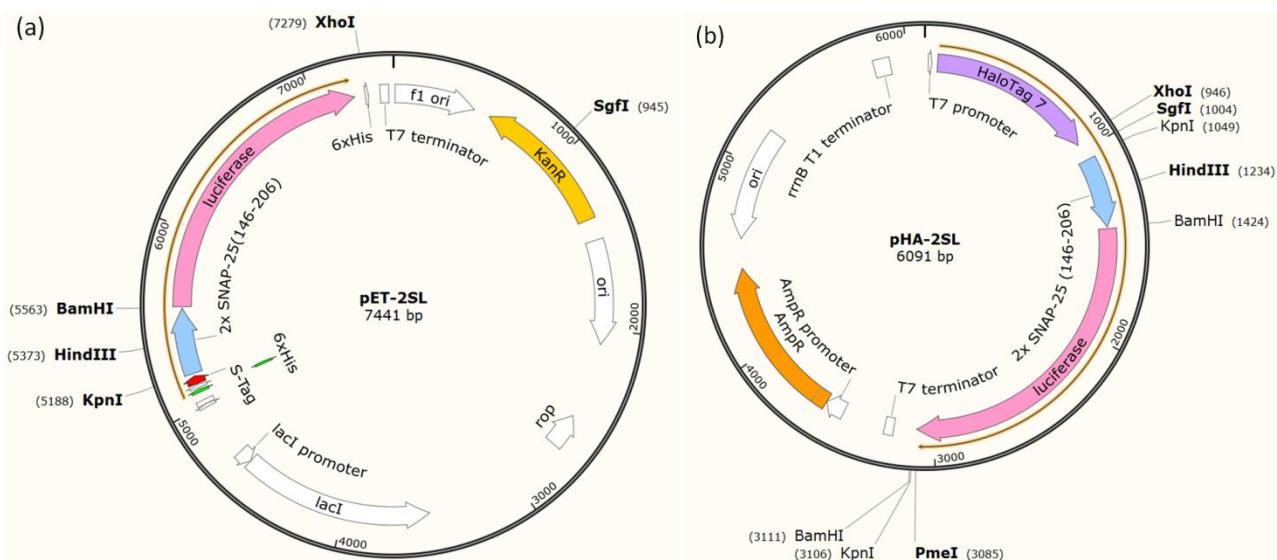 (a)
(7279) XhoI
7000
f1 ori
1000
SgfI (945)
6xHis
T7 terminator
KanR
luciferase
6000
2x SNAP-25(146-206)
pET-2SL
7441 bp
ori
2000
BamHI
(5563)
HindIII
(5373)
6xHis
S-Tag
KpnI
(5188)
5000
lacI promoter
rop
lacI
3000
4000
(b)
6000
HaloTag 7
T7 promoter
rrnB T1 terminator
XhoI (946)
1000
SgfI (1004)
KpnI (1049)
5000
ori
HindIII (1234)
BamHI (1424)
pHA-2SL
6091 bp
2x SNAP-25 (146-206)
AmpR promoter
AmpR
2000
luciferase
4000
T7 terminator
3000
BamHI
(3111)
(3106) KpnI
PmeI (3085)